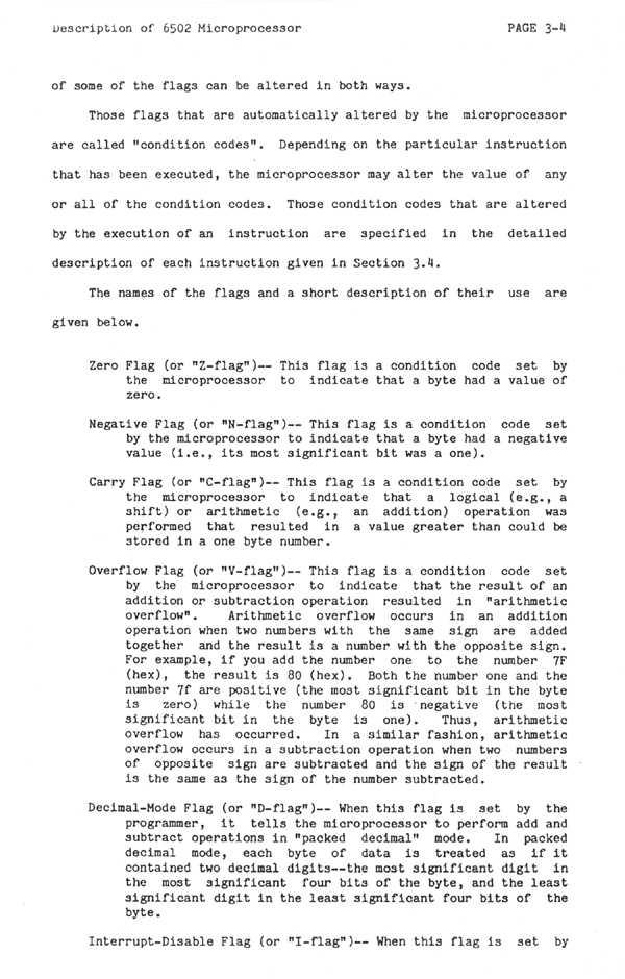 Description of 6502 Microprocessor PAGE 3-4
of some of the flags can be altered in both ways.
Those flags that are automatically altered by the microprocessor
are called "condition codes". Depending on the particular instruction
that has been executed, the microprocessor may alter the value of any
or all of the condition codes. Those condition codes that are altered
by the execution of an instruction are specified in the detailed
description of each instruction given in Section 3.4.
The names of the flags and a short description of their use are
given below.
Zero Flag (or "Z-flag")-- This flag is a condition code set by
the microprocessor to indicate that a byte had a value of
zero.
Negative Flag (or "N-flag")-- This flag is a condition code set
by the microprocessor to indicate that a byte had a negative
value (i.e., its most significant bit was a one).
Carry Flag (or "C-flag")-- This flag is a condition code set by
the microprocessor to indicate that a logical (e.g., a
shift) or arithmetic (e.g., an addition) operation was
performed that resulted in a value greater than could be
stored in a one byte number.
Overflow Flag (or "V-flag")-- This flag is a condition code set
by the microprocessor to indicate that the result of an
addition or subtraction operation resulted in "arithmetic
overflow". Arithmetic overflow occurs in an addition
operation when two numbers with the same sign are added
together and the result is a number with the opposite sign.
For example, if you add the number one to the number 7F
(hex), the result is 80 (hex). Both the number one and the
number 7f are positive (the most significant bit in the byte
is zero) while the number 80 is negative (the most
significant bit in the byte is one). Thus, arithmetic
overflow has occurred. In a similar fashion, arithmetic
overflow occurs in a subtraction operation when two numbers
of opposite sign are subtracted and the sign of the result
is the same as the sign of the number subtracted.
Decimal-Mode Flag (or "D-flag")-- When this flag is set by the
programmer, it tells the microprocessor to perform add and
subtract operations in "packed decimal" mode. In packed
decimal mode, each byte of data is treated as if it
contained two decimal digits--the most significant digit in
the most significant four bits of the byte, and the least
significant digit in the least significant four bits of the
byte.
Interrupt-Disable Flag (or "I-flag")-- When this flag is set by